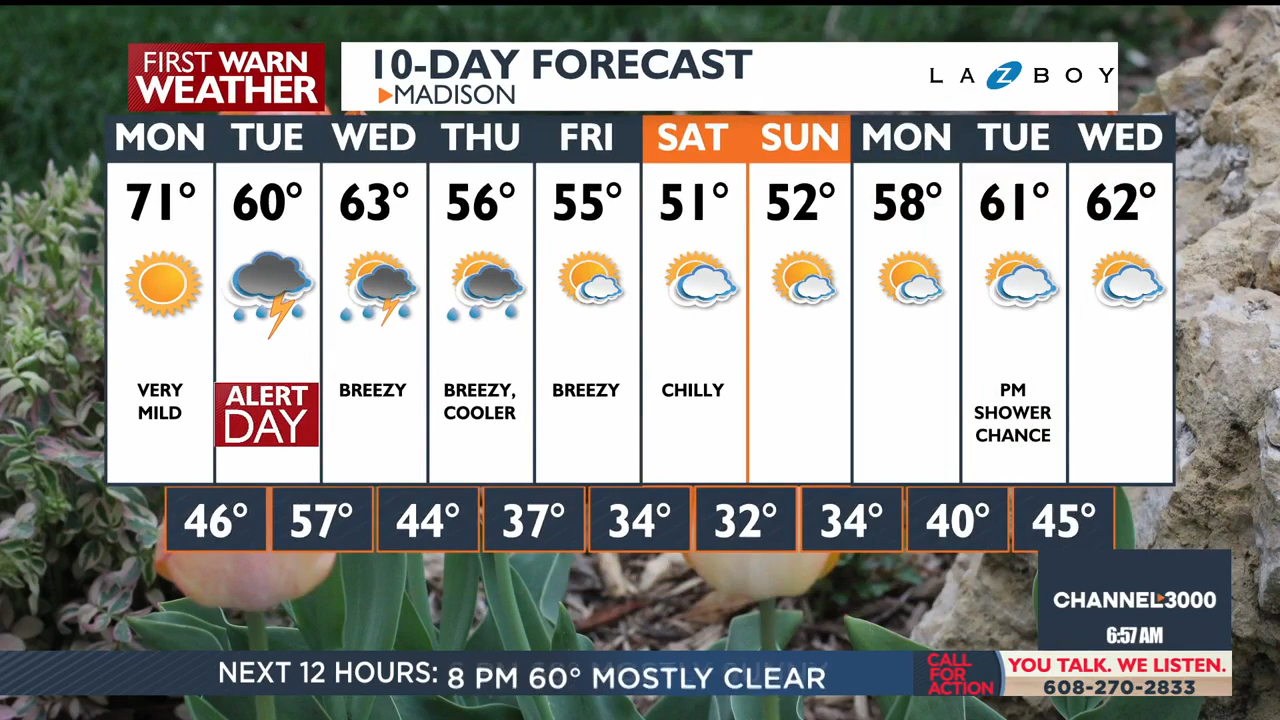 FIRST WARN
WEATHER
10-DAY FORECAST
MADISON
LAZBOY
MON TUE WED THU FRI SAT SUN MON TUE WED
71° 60° 63° 56° 55° 51° 52° 58° 61° 62°
VERY
MILD
ALERT
DAY
BREEZY
BREEZY,
COOLER
BREEZY
CHILLY
PM
SHOWER
CHANCE
46° 57° 44° 37° 34° 32° 34° 40° 45°
CHANNEL3000
6:57 AM
NEXT 12 HOURS: 8 PM 60° MOSTLY CLEAR
CALL
FOR
ACTION
YOU TALK. WE LISTEN.
608-270-2833